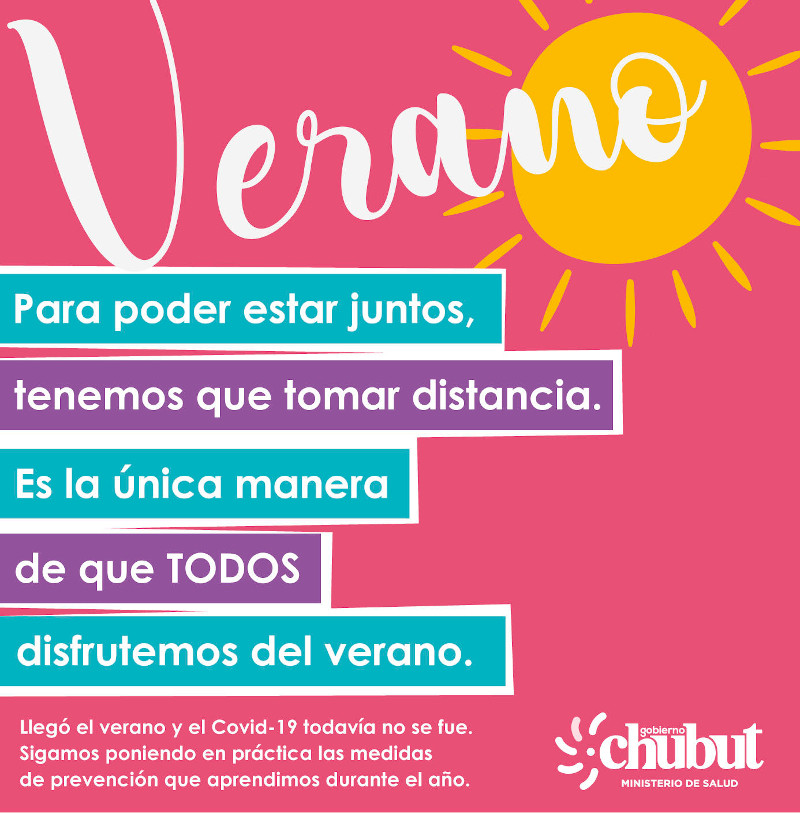 Verano
Para poder estar juntos,
tenemos que tomar distancia.
Es la única manera
de que TODOS
disfrutemos del verano.
Llegó el verano y el Covid-19 todavía no se fue.
Sigamos poniendo en práctica las medidas
de prevención que aprendimos durante el año.
gobierno
chubut
MINISTERIO DE SALUD